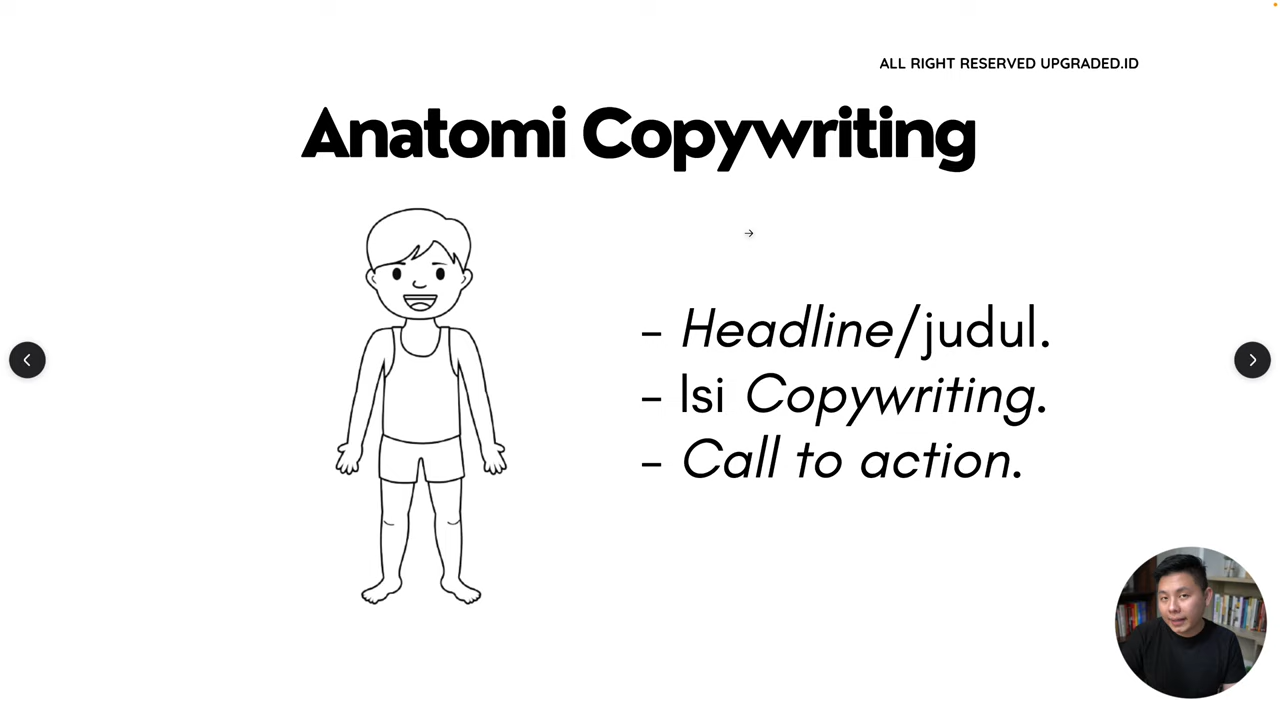 ALL RIGHT RESERVED UPGRADED.ID
Anatomi Copywriting
- Headline/judul.
- Isi Copywriting.
- Call to action.